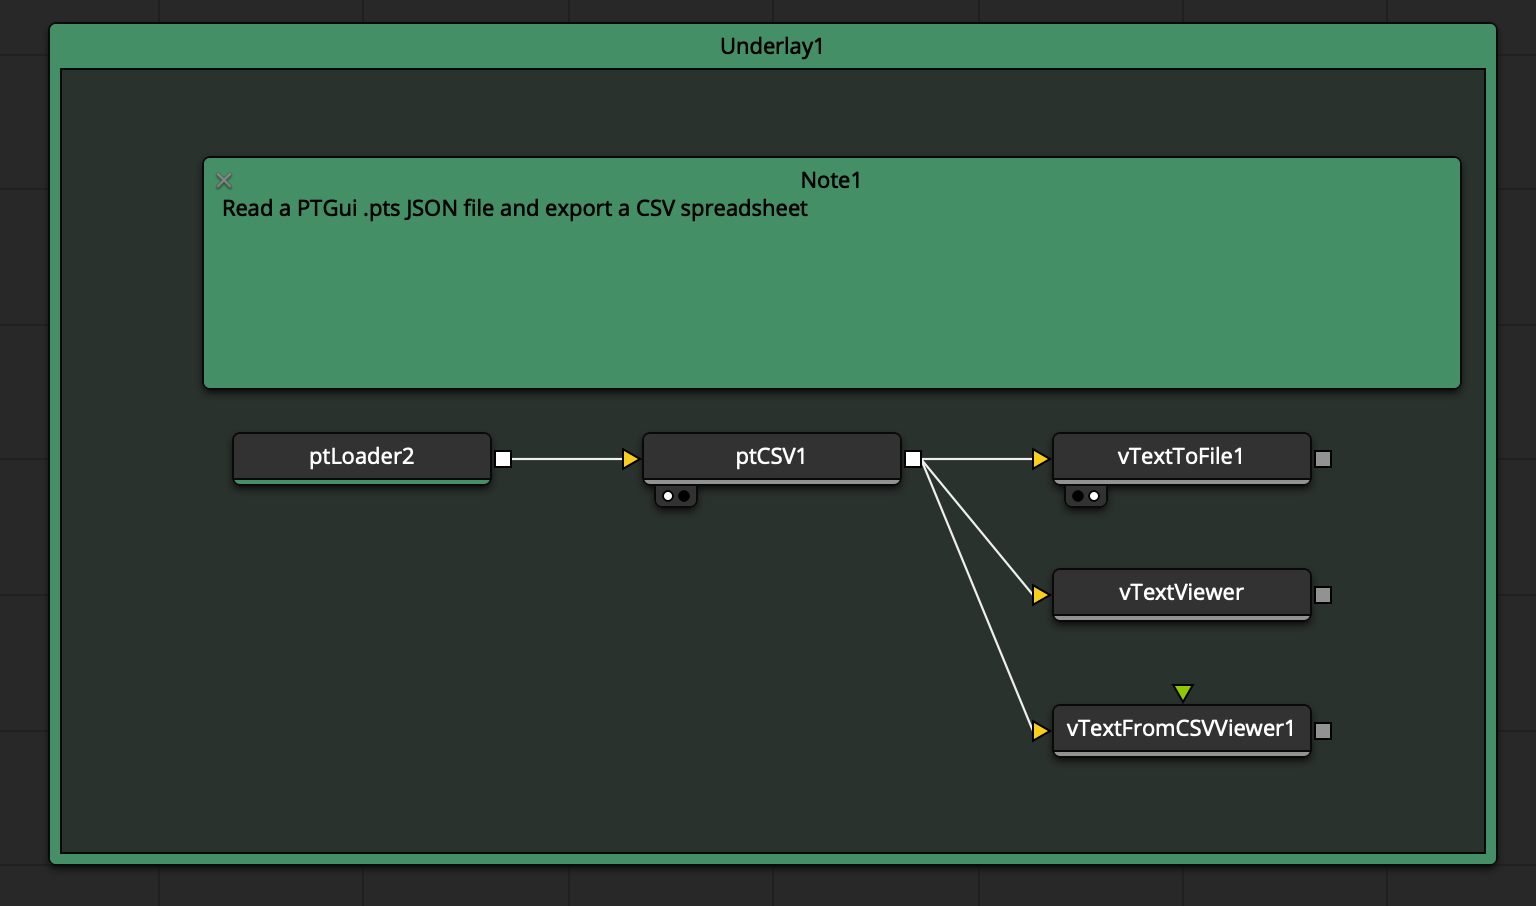 Underlay1
Note1
Read a PTGui .pts JSON file and export a CSV spreadsheet
ptLoader2
ptCSV1
vTextToFile1
vTextViewer
vTextFromCSVViewer1